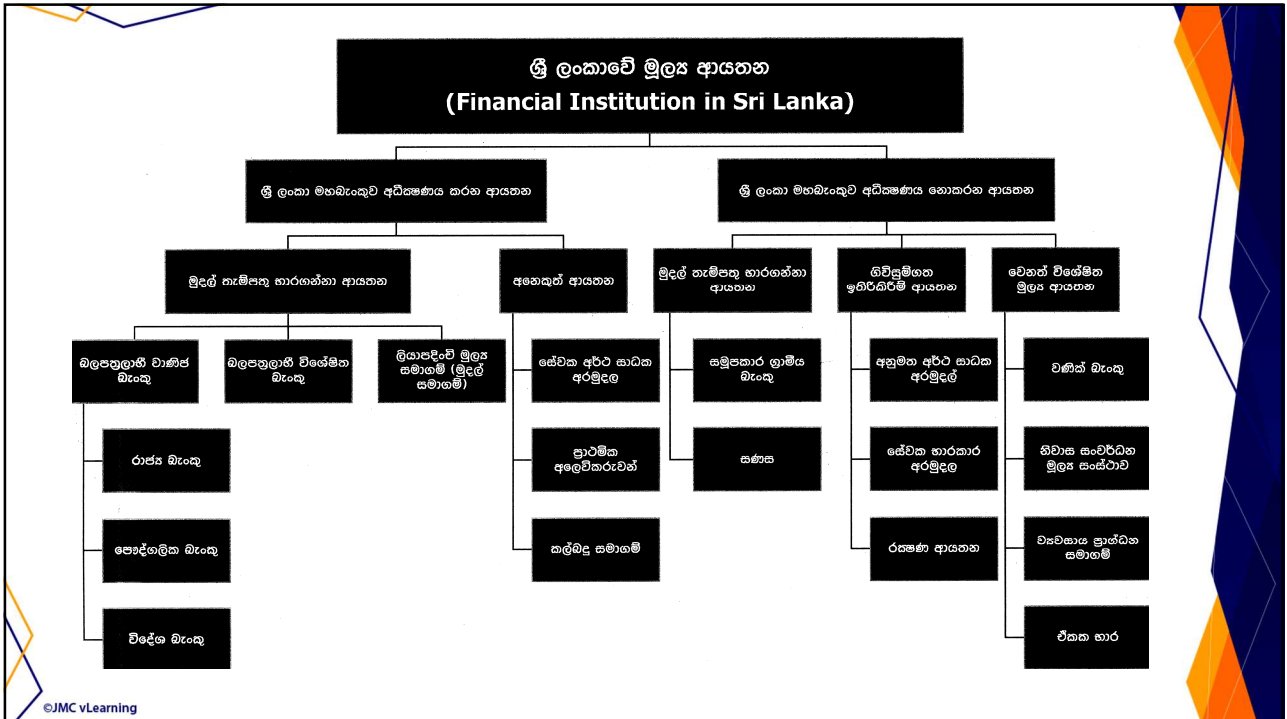 ශ්‍රී ලංකාවේ මූල්‍ය ආයතන
(Financial Institution in Sri Lanka)
ශ්‍රී ලංකා මහබැංකුව අධීක්‍ෂණය කරන ආයතන
ශ්‍රී ලංකා මහබැංකුව අධීක්‍ෂණය නොකරන ආයතන
මුදල් තැම්පතු භාරගන්නා ආයතන
අනෙකුත් ආයතන
මුදල් තැම්පතු භාරගන්නා
ආයතන
ගිවිසුම්ගත
ඉතිරිකිරීම් ආයතන
වෙනත් විශේෂිත
මූල්‍ය ආයතන
බලපත්‍රලාභී වාණිජ
බැංකු
බලපත්‍රලාභී විශේෂිත
බැංකු
ලියාපදිංචි මූල්‍ය
සමාගම් (මුදල්
සමාගම්)
සේවක අර්ථ සාධක
අරමුදල
සමූපකාර ග්‍රාමීය
බැංකු
අනුමත අර්ථ සාධක
අරමුදල්
වණික් බැංකු
රාජ්‍ය බැංකු
ප්‍රාථමික
අලෙවිකරුවන්
සණස
සේවක භාරකාර
අරමුදල
නිවාස සංවර්ධන
මූල්‍ය සංස්ථාව
පෞද්ගලික බැංකු
කල්බදු සමාගම්
රක්‍ෂණ ආයතන
ව්‍යවසාය ප්‍රාග්ධන
සමාගම්
විදේශ බැංකු
ඒකක භාර
©JMC vLearning